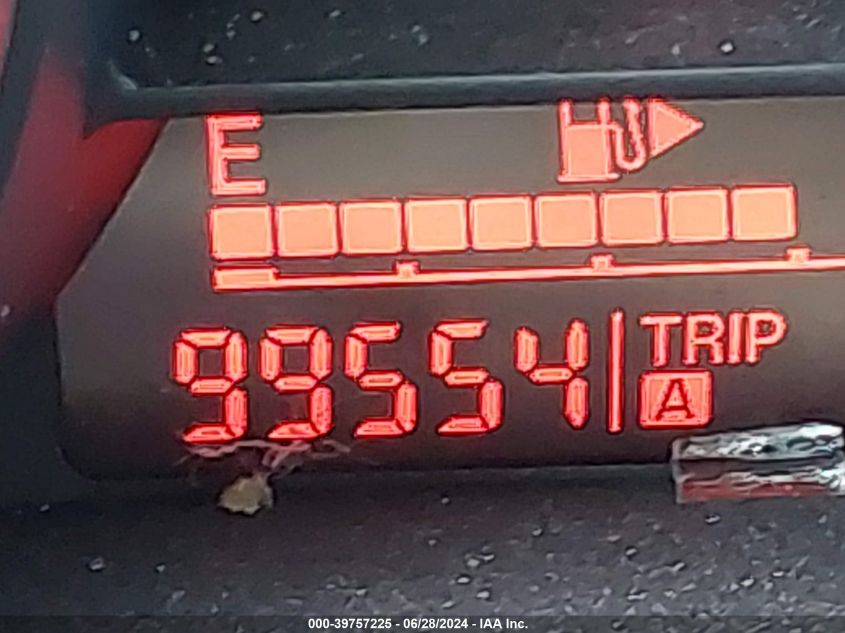 E
99554 TRIP
A
000-39757225 - 06/28/2024 - IAA Inc.